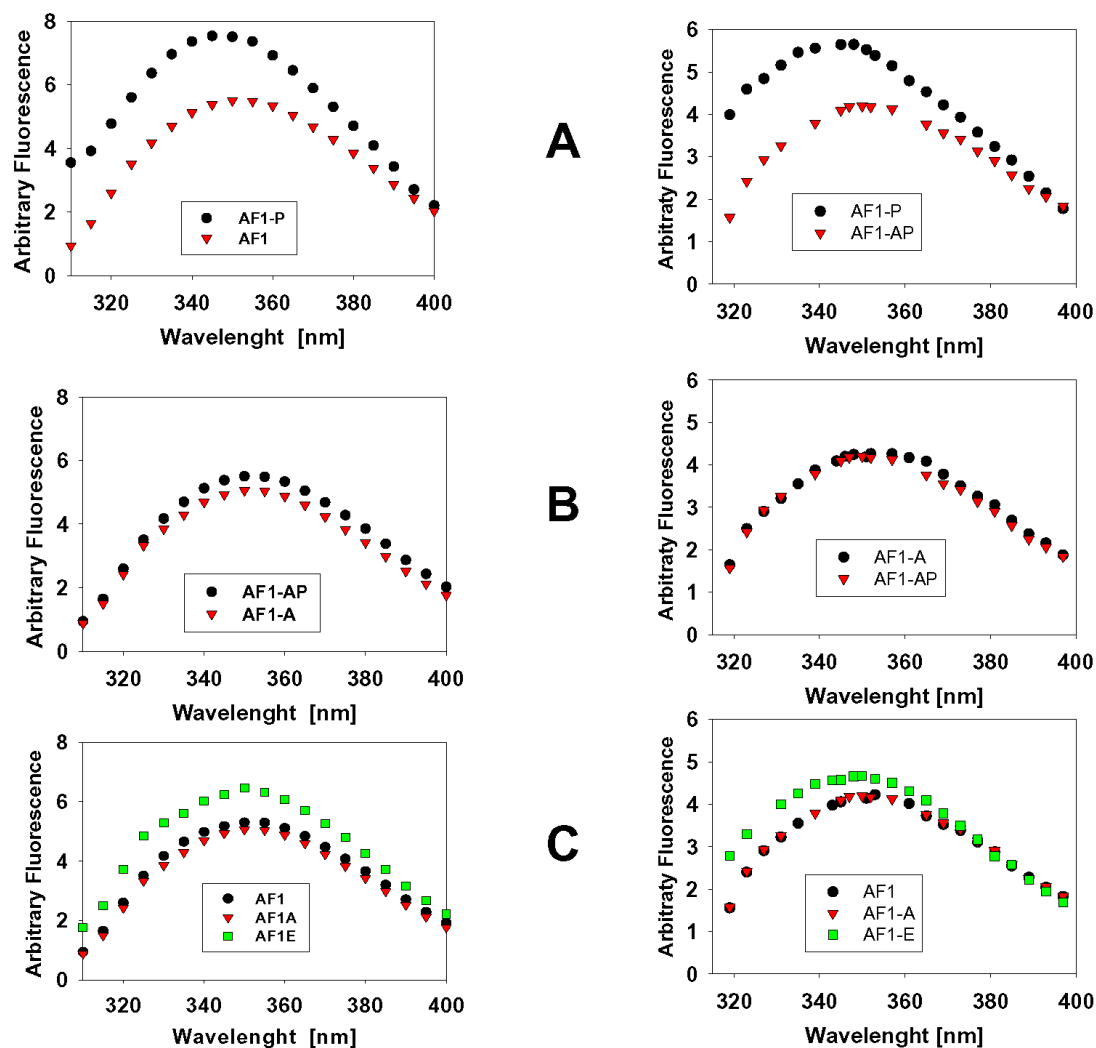 8
6
4
2
0
Arbitrary Fluorescence
AF1-P
AF1
320 340 360 380 400
Wavelenght [nm]
A
6
5
4
3
2
1
0
Arbitraty Fluorescence
AF1-P
AF1-AP
320 340 360 380 400
Wavelenght [nm]
8
6
4
2
0
Arbitrary Fluorescence
AF1-AP
AF1-A
320 340 360 380 400
Wavelenght [nm]
B
6
5
4
3
2
1
0
Arbitraty Fluorescence
AF1-A
AF1-AP
320 340 360 380 400
Wavelenght [nm]
8
6
4
2
0
Arbitrary Fluorescence
AF1
AF1A
AF1E
320 340 360 380 400
Wavelenght [nm]
C
6
5
4
3
2
1
0
Arbitraty Fluorescence
AF1
AF1-A
AF1-E
320 340 360 380 400
Wavelenght [nm]